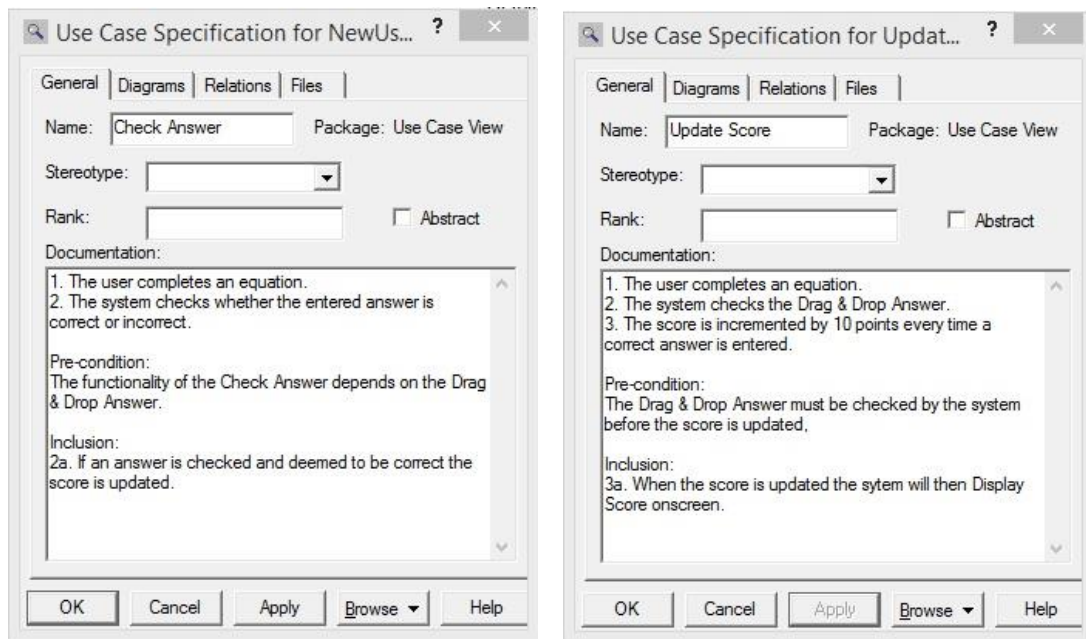 Use Case Specification for NewUs... ?
General Diagrams Relations Files
Name: Check Answer Package: Use Case View
Stereotype:
Rank: Abstract
Documentation:
1. The user completes an equation.
2. The system checks whether the entered answer is
correct or incorrect.
Pre-condition:
The functionality of the Check Answer depends on the Drag
& Drop Answer.
Inclusion:
2a. If an answer is checked and deemed to be correct the
score is updated.
OK Cancel Apply Browse Help
Use Case Specification for Updat... ?
General Diagrams Relations Files
Name: Update Score Package: Use Case View
Stereotype:
Rank: Abstract
Documentation:
1. The user completes an equation.
2. The system checks the Drag & Drop Answer.
3. The score is incremented by 10 points every time a
correct answer is entered.
Pre-condition:
The Drag & Drop Answer must be checked by the system
before the score is updated,
Inclusion:
3a. When the score is updated the sytem will then Display
Score onscreen.
OK Cancel Apply Browse Help